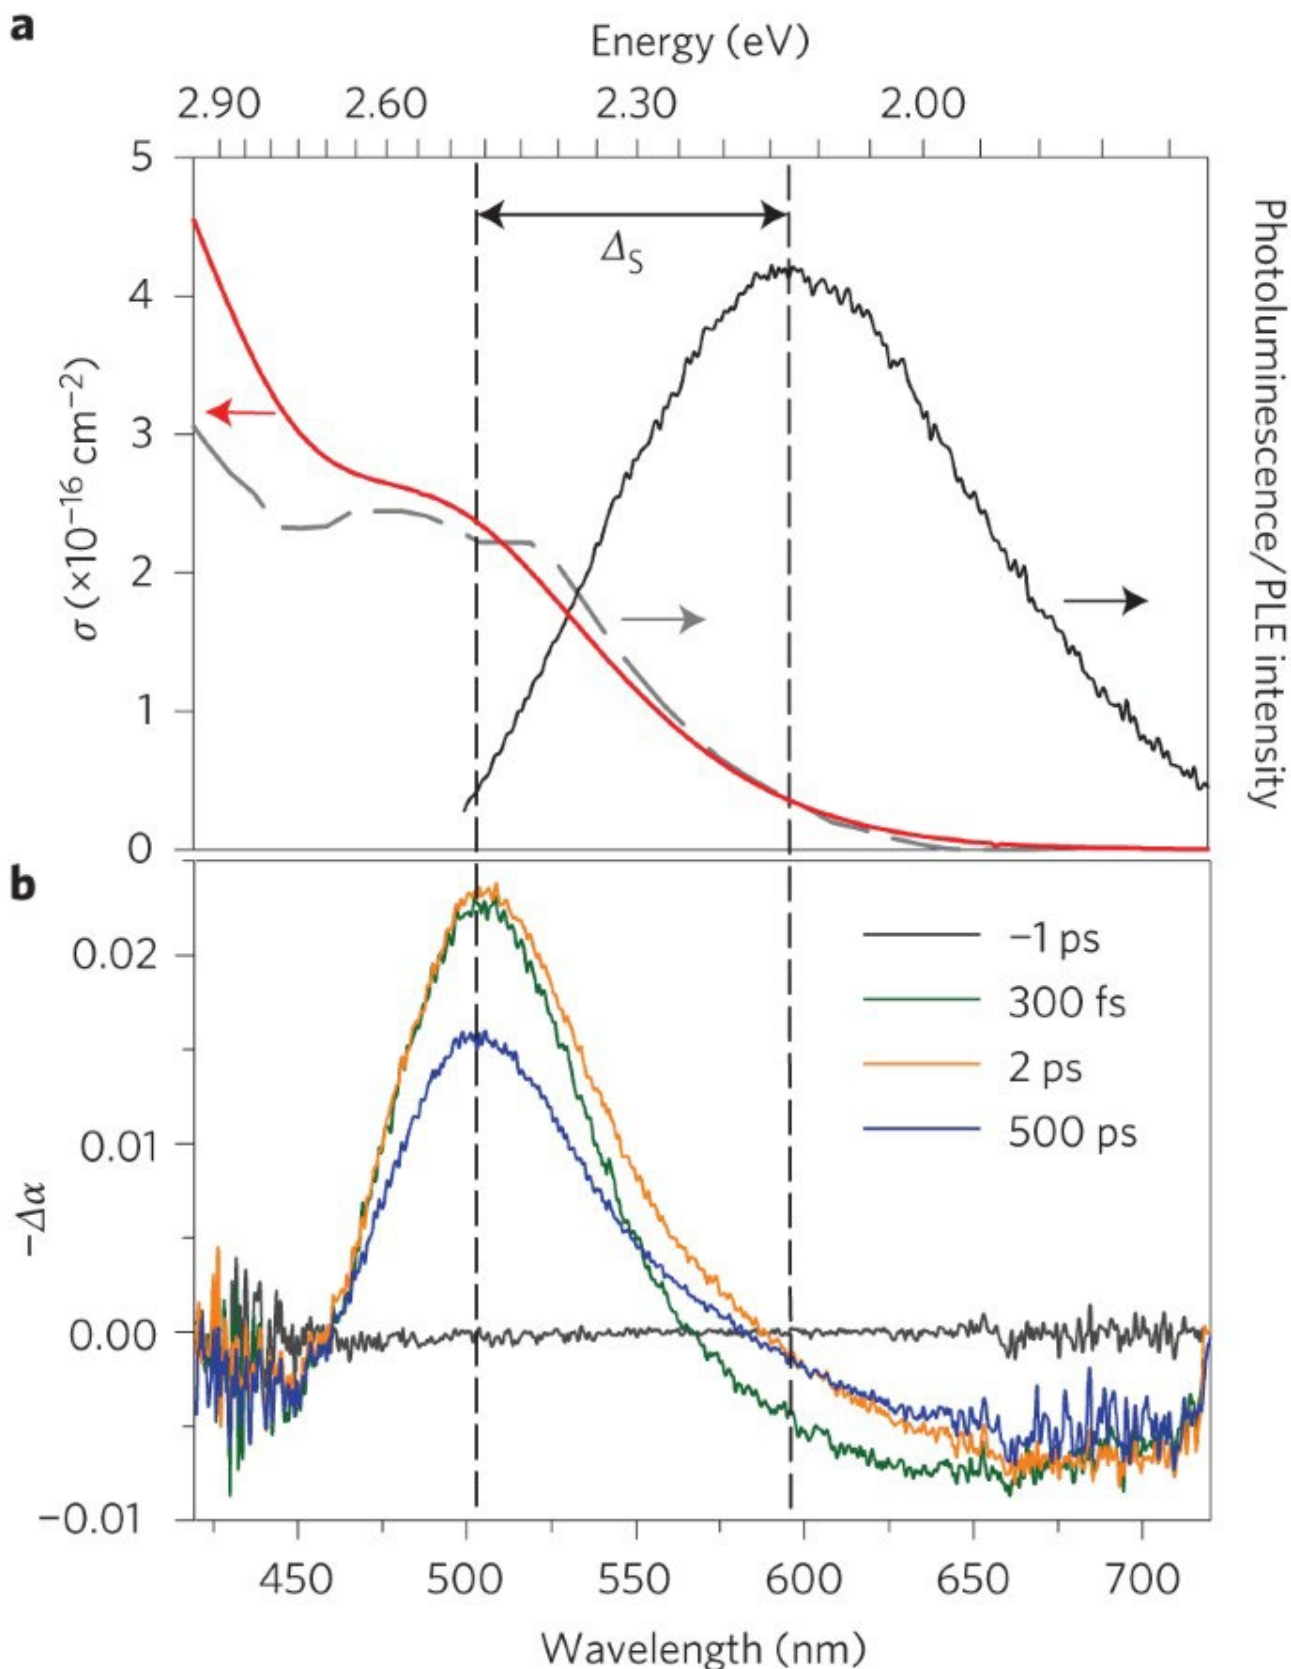 a
Energy (eV)
2.90 2.60 2.30 2.00
5
4
3
2
1
0
σ (×10⁻¹⁶ cm⁻²)
Δ_S
Photoluminescence/PLE intensity
b
0.02
0.01
0.00
−0.01
−Δα
−1 ps
300 fs
2 ps
500 ps
450 500 550 600 650 700
Wavelength (nm)